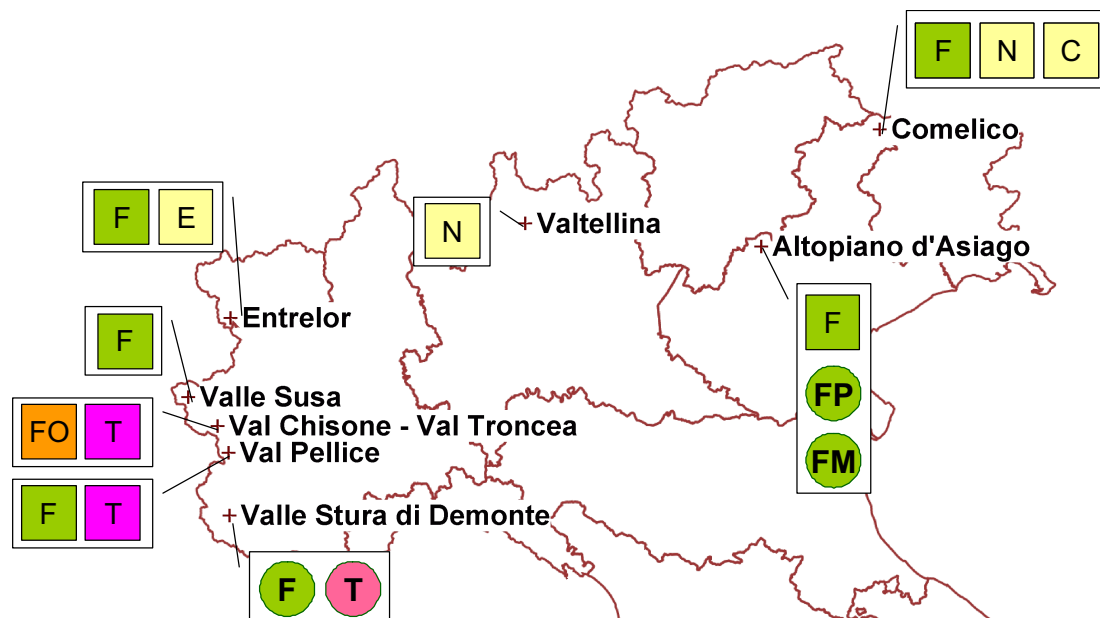 F N C
Comelico
F E
N
Valtellina
Altopiano d'Asiago
Entrelor
F
F
Valle Susa
FP
FO T
Val Chisone - Val Troncea
Val Pellice
FM
F T
Valle Stura di Demonte
F T